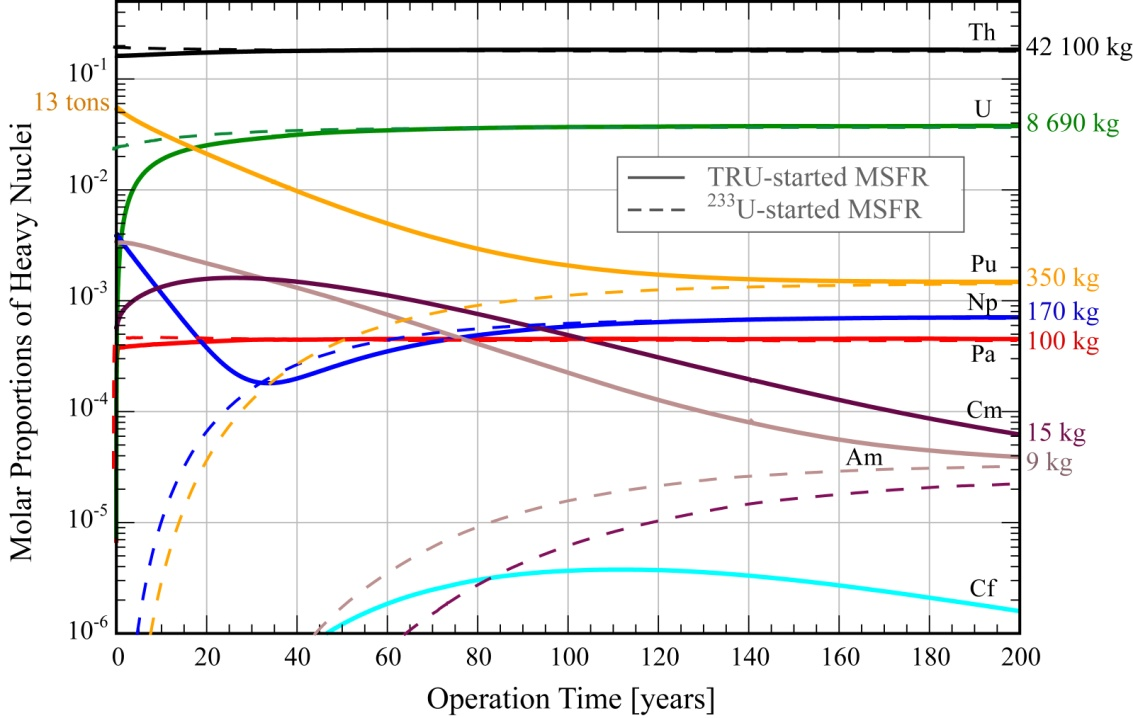 Molar Proportions of Heavy Nuclei
10-1
10-2
10-3
10-4
10-5
10-6
13 tons
Th
42 100 kg
U
8 690 kg
TRU-started MSFR
233U-started MSFR
Pu
350 kg
Np
170 kg
100 kg
Pa
Cm
15 kg
Am
9 kg
Cf
0 20 40 60 80 100 120 140 160 180 200
Operation Time [years]